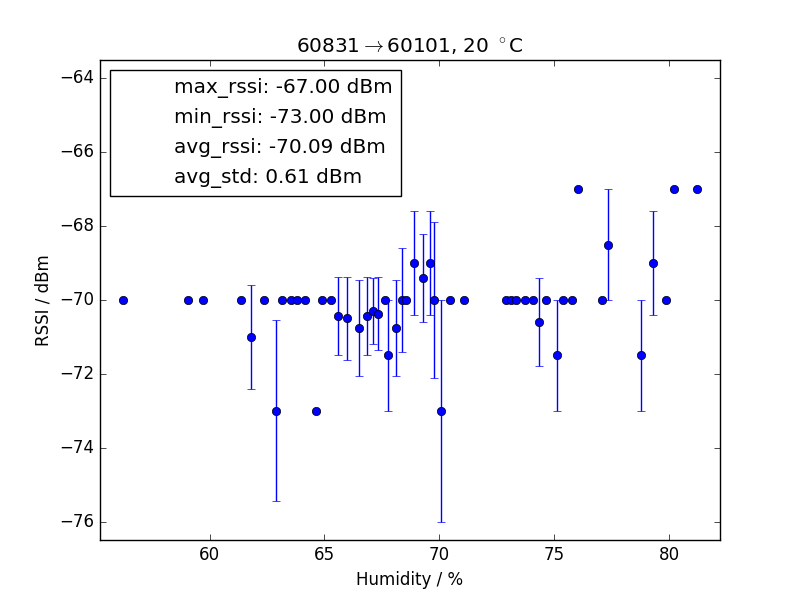 60831→60101, 20 °C
max_rssi: -67.00 dBm
min_rssi: -73.00 dBm
avg_rssi: -70.09 dBm
avg_std: 0.61 dBm
RSSI / dBm
−64
−66
−68
−70
−72
−74
−76
60 65 70 75 80
Humidity / %